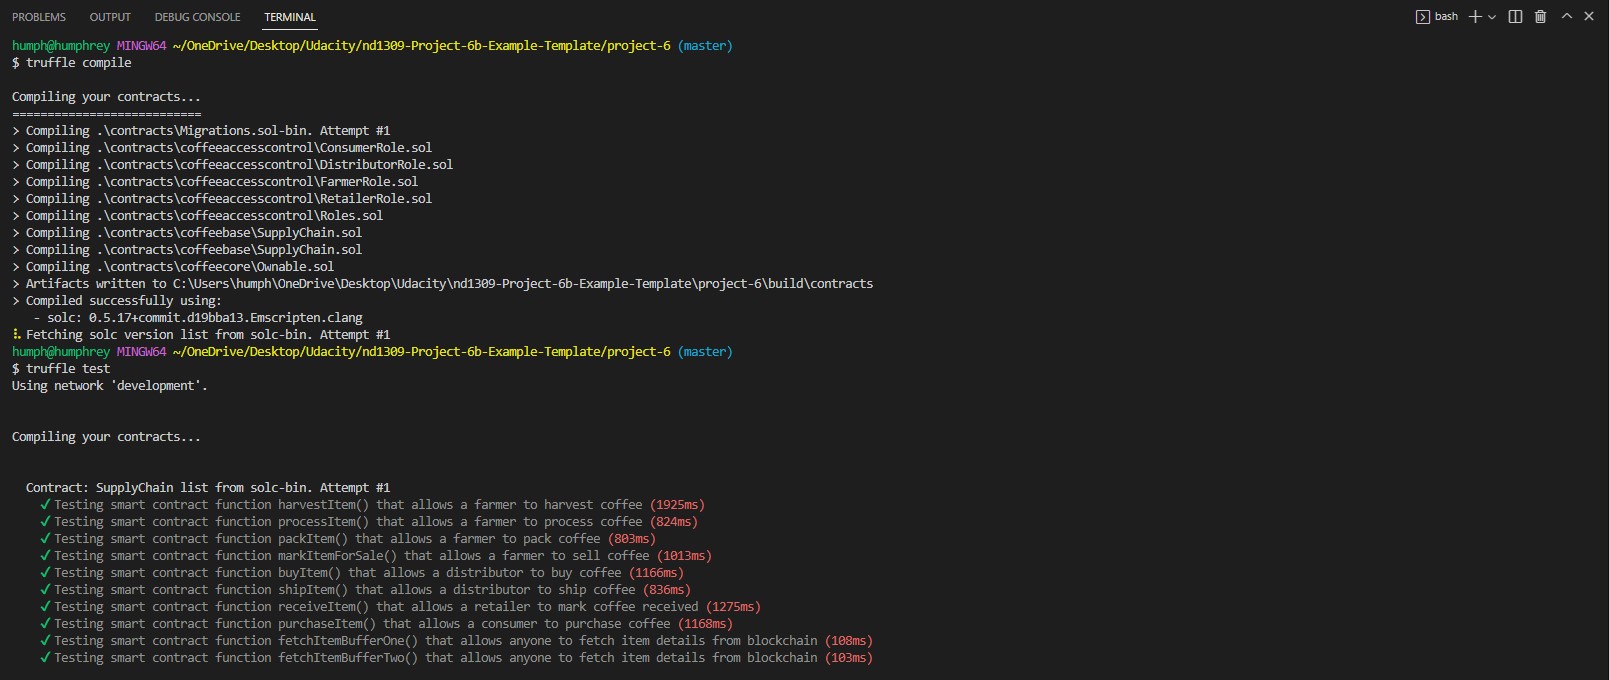 PROBLEMS OUTPUT DEBUG CONSOLE TERMINAL bash
humph@humphrey MINGW64 ~/OneDrive/Desktop/Udacity/nd1309-Project-6b-Example-Template/project-6 (master)
$ truffle compile
Compiling your contracts...
===========================
> Compiling .\contracts\Migrations.sol-bin. Attempt #1
> Compiling .\contracts\coffeeaccesscontrol\ConsumerRole.sol
> Compiling .\contracts\coffeeaccesscontrol\DistributorRole.sol
> Compiling .\contracts\coffeeaccesscontrol\FarmerRole.sol
> Compiling .\contracts\coffeeaccesscontrol\RetailerRole.sol
> Compiling .\contracts\coffeeaccesscontrol\Roles.sol
> Compiling .\contracts\coffeebase\SupplyChain.sol
> Compiling .\contracts\coffeebase\SupplyChain.sol
> Compiling .\contracts\coffeecore\Ownable.sol
> Artifacts written to C:\Users\humph\OneDrive\Desktop\Udacity\nd1309-Project-6b-Example-Template\project-6\build\contracts
> Compiled successfully using:
- solc: 0.5.17+commit.d19bba13.Emscripten.clang
Fetching solc version list from solc-bin. Attempt #1
humph@humphrey MINGW64 ~/OneDrive/Desktop/Udacity/nd1309-Project-6b-Example-Template/project-6 (master)
$ truffle test
Using network 'development'.
Compiling your contracts...
Contract: SupplyChain list from solc-bin. Attempt #1
✓ Testing smart contract function harvestItem() that allows a farmer to harvest coffee (1925ms)
✓ Testing smart contract function processItem() that allows a farmer to process coffee (824ms)
✓ Testing smart contract function packItem() that allows a farmer to pack coffee (803ms)
✓ Testing smart contract function markItemForSale() that allows a farmer to sell coffee (1013ms)
✓ Testing smart contract function buyItem() that allows a distributor to buy coffee (1166ms)
✓ Testing smart contract function shipItem() that allows a distributor to ship coffee (836ms)
✓ Testing smart contract function receiveItem() that allows a retailer to mark coffee received (1275ms)
✓ Testing smart contract function purchaseItem() that allows a consumer to purchase coffee (1168ms)
✓ Testing smart contract function fetchItemBufferOne() that allows anyone to fetch item details from blockchain (108ms)
✓ Testing smart contract function fetchItemBufferTwo() that allows anyone to fetch item details from blockchain (103ms)